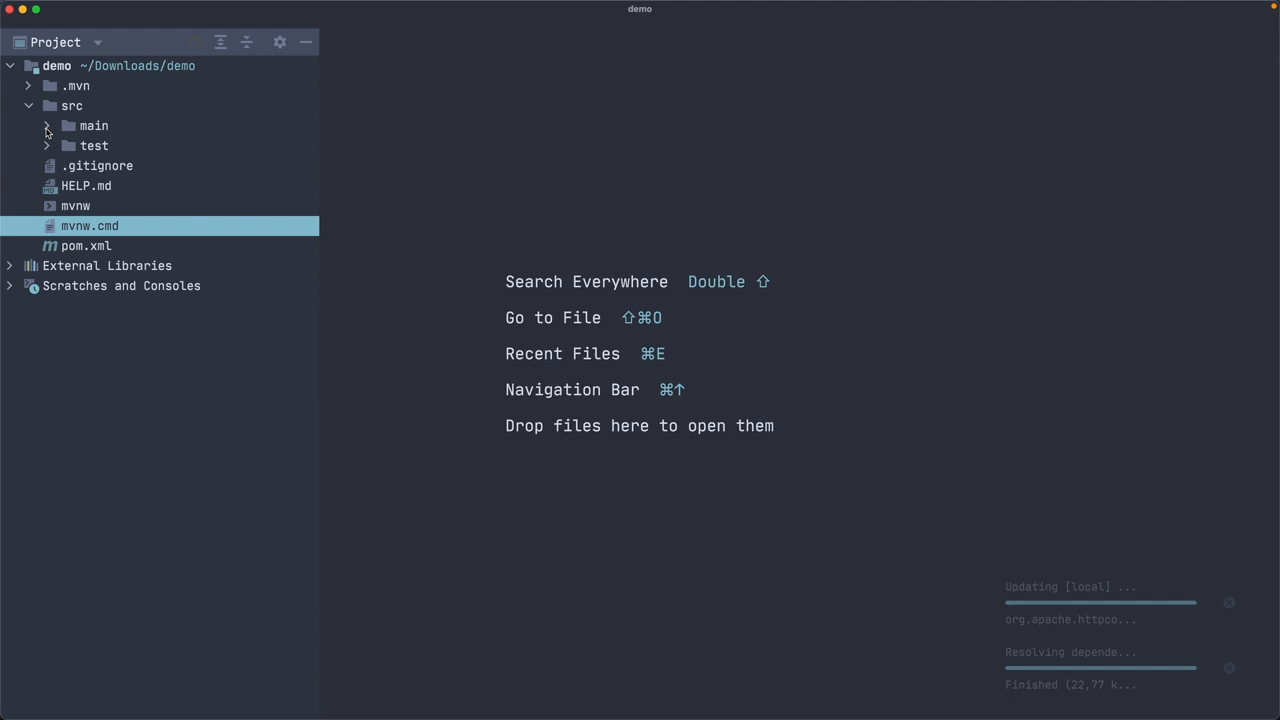 demo
Project
demo ~/Downloads/demo
.mvn
src
main
test
.gitignore
HELP.md
mvnw
mvnw.cmd
pom.xml
External Libraries
Scratches and Consoles
Search Everywhere Double ⇧
Go to File ⇧⌘O
Recent Files ⌘E
Navigation Bar ⌘↑
Drop files here to open them
Updating [local] ...
org.apache.httpco...
Resolving depende...
Finished (22,77 k...